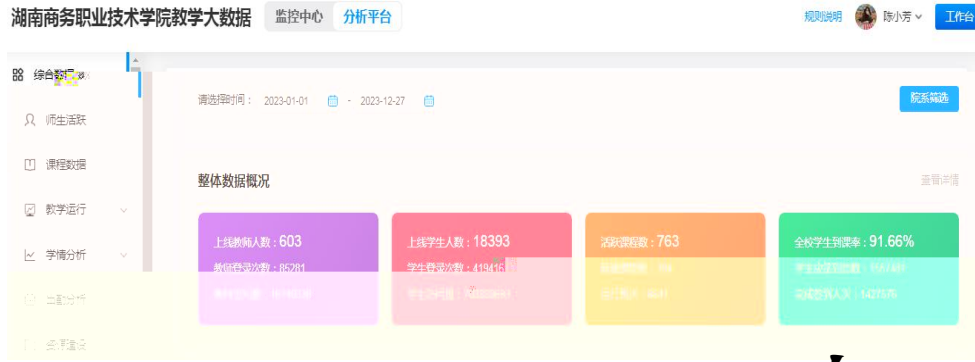 湖南商务职业技术学院教学大数据 监控中心 分析平台 规则说明 陈小芳 工作台
综合数据
请选择时间： 2023-01-01 - 2023-12-27 院系筛选
师生活跃
课程数据
整体数据概况 查看详情
教学运行
上线教师人数：603 上线学生人数：18393 活跃课程数：763 全校学生到课率：91.66%
学情分析
教师登录次数：85281 学生登录次数：419416
出勤分析